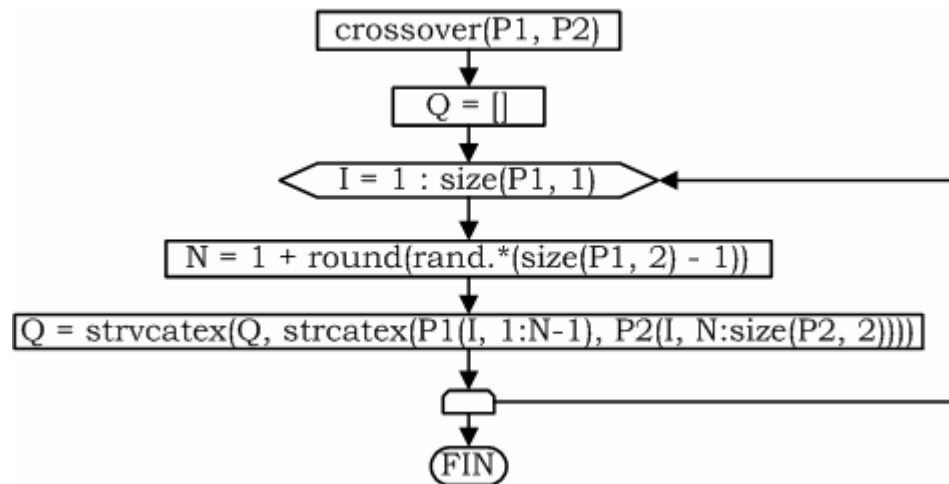 crossover(P1, P2)
Q = []
I = 1 : size(P1, 1)
N = 1 + round(rand.*(size(P1, 2) - 1))
Q = strvcatex(Q, strcatex(P1(I, 1:N-1), P2(I, N:size(P2, 2))))
FIN